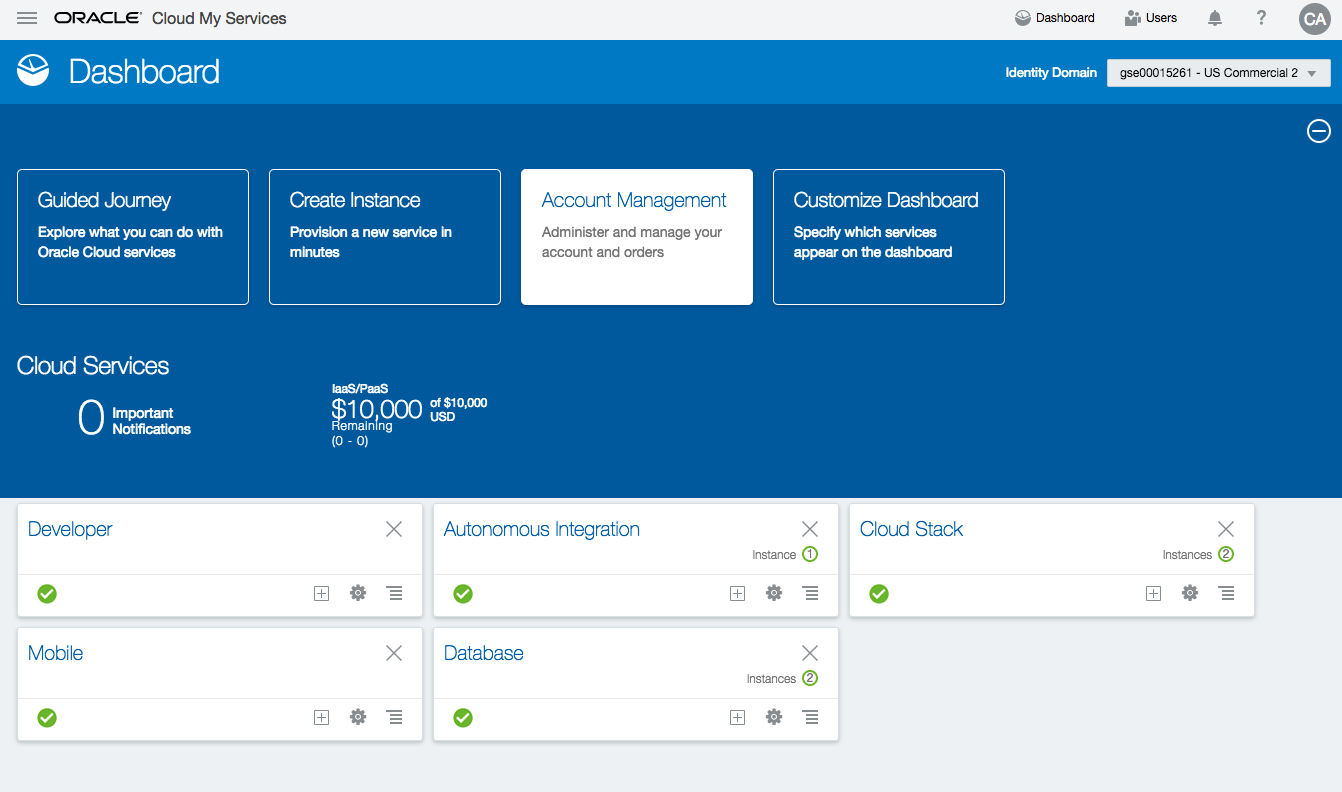 ORACLE Cloud My Services
Dashboard
Users
?
CA
Dashboard
Identity Domain
gse00015261 - US Commercial 2
Guided Journey
Explore what you can do with
Oracle Cloud services
Create Instance
Provision a new service in
minutes
Account Management
Administer and manage your
account and orders
Customize Dashboard
Specify which services
appear on the dashboard
Cloud Services
0
Important
Notifications
IaaS/PaaS
$10,000
of $10,000
USD
Remaining
(0 - 0)
Developer
Autonomous Integration
Instance 1
Cloud Stack
Instances 2
Mobile
Database
Instances 2